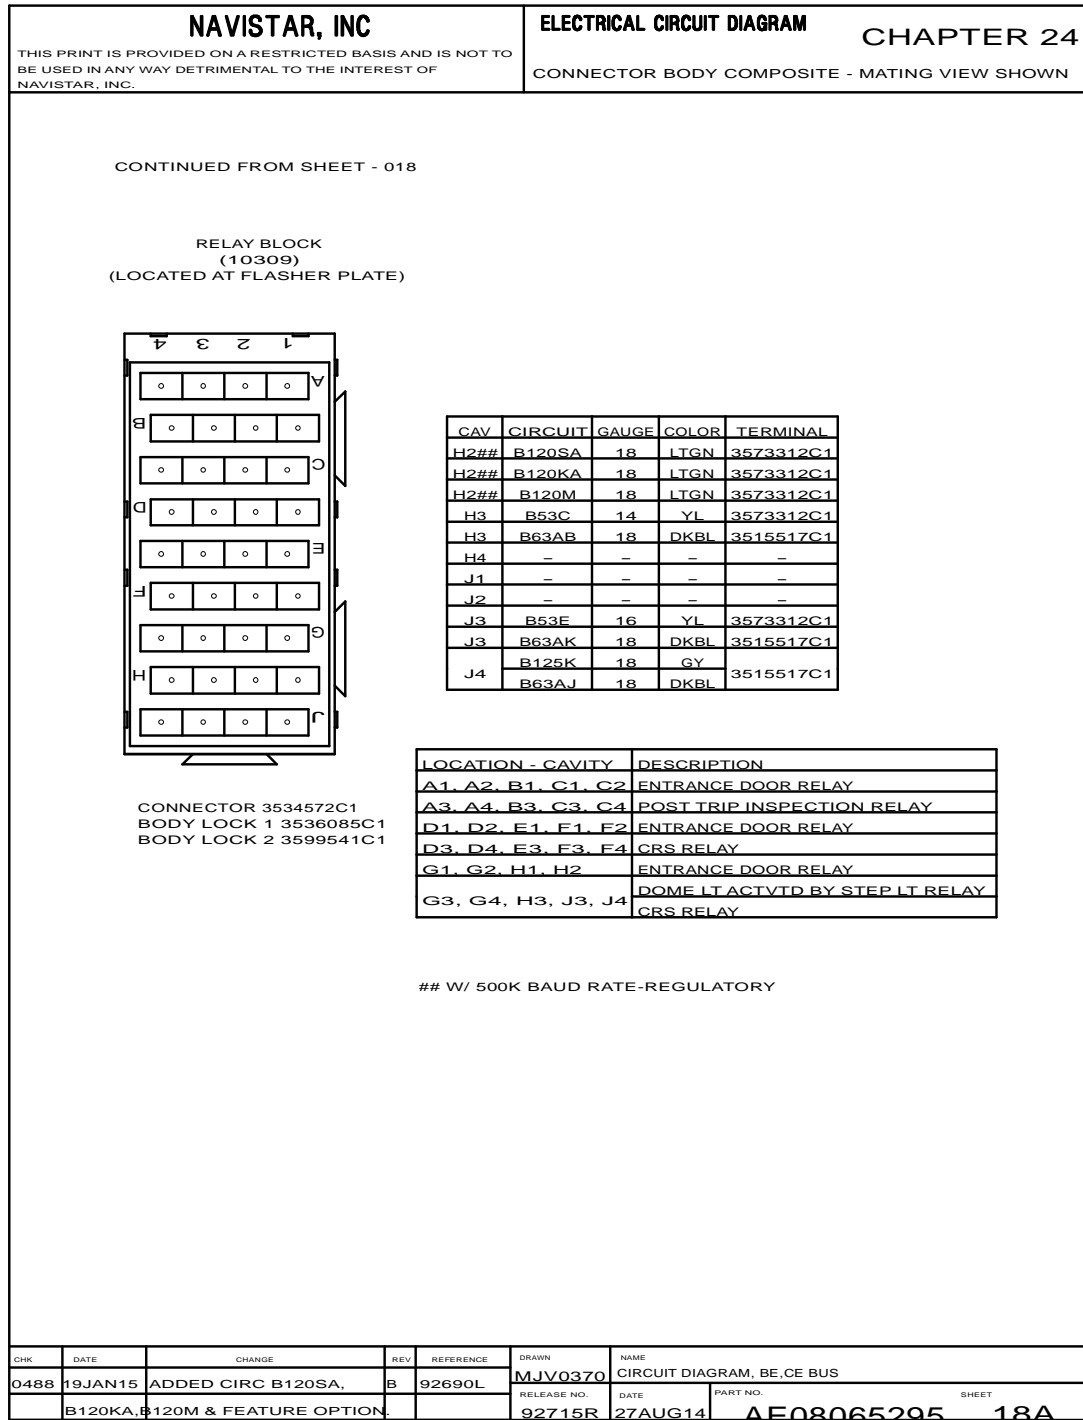 NAVISTAR, INC
THIS PRINT IS PROVIDED ON A RESTRICTED BASIS AND IS NOT TO
BE USED IN ANY WAY DETRIMENTAL TO THE INTEREST OF
NAVISTAR, INC.
ELECTRICAL CIRCUIT DIAGRAM
CHAPTER 24
CONNECTOR BODY COMPOSITE - MATING VIEW SHOWN
CONTINUED FROM SHEET - 018
RELAY BLOCK
(10309)
(LOCATED AT FLASHER PLATE)
4 3 2 1
A
B
C
D
E
F
G
H
J
CONNECTOR 3534572C1
BODY LOCK 1 3536085C1
BODY LOCK 2 3599541C1
CAV CIRCUIT GAUGE COLOR TERMINAL
H2## B120SA 18 LTGN 3573312C1
H2## B120KA 18 LTGN 3573312C1
H2## B120M 18 LTGN 3573312C1
H3 B53C 14 YL 3573312C1
H3 B63AB 18 DKBL 3515517C1
H4 – – – –
J1 – – – –
J2 – – – –
J3 B53E 16 YL 3573312C1
J3 B63AK 18 DKBL 3515517C1
J4 B125K 18 GY 3515517C1
B63AJ 18 DKBL
LOCATION - CAVITY DESCRIPTION
A1, A2, B1, C1, C2 ENTRANCE DOOR RELAY
A3, A4, B3, C3, C4 POST TRIP INSPECTION RELAY
D1, D2, E1, F1, F2 ENTRANCE DOOR RELAY
D3, D4, E3, F3, F4 CRS RELAY
G1, G2, H1, H2 ENTRANCE DOOR RELAY
G3, G4, H3, J3, J4 DOME LT ACTVTD BY STEP LT RELAY
CRS RELAY
## W/ 500K BAUD RATE-REGULATORY
CHK DATE CHANGE REV REFERENCE
0488 19JAN15 ADDED CIRC B120SA, B 92690L
B120KA,B120M & FEATURE OPTION.
DRAWN
MJV0370
NAME
CIRCUIT DIAGRAM, BE,CE BUS
RELEASE NO.
92715R
DATE
27AUG14
PART NO.
AE08065295
SHEET
18A